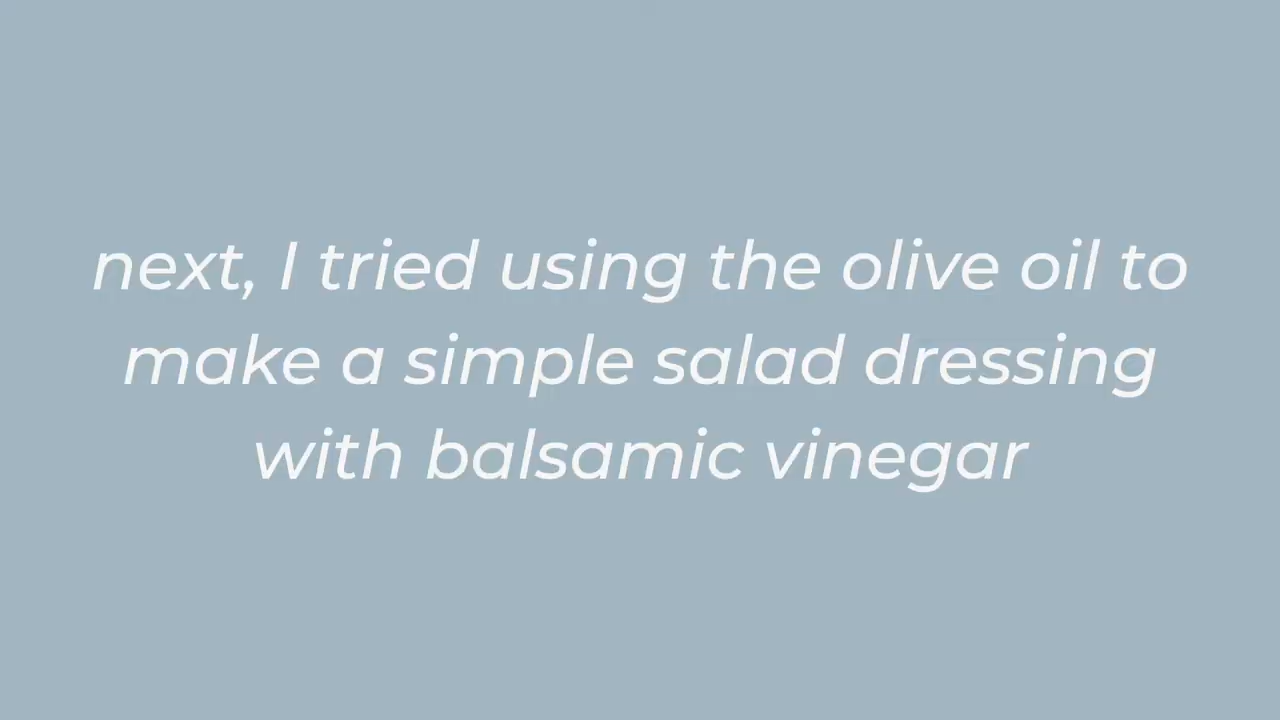 next, I tried using the olive oil to
make a simple salad dressing
with balsamic vinegar